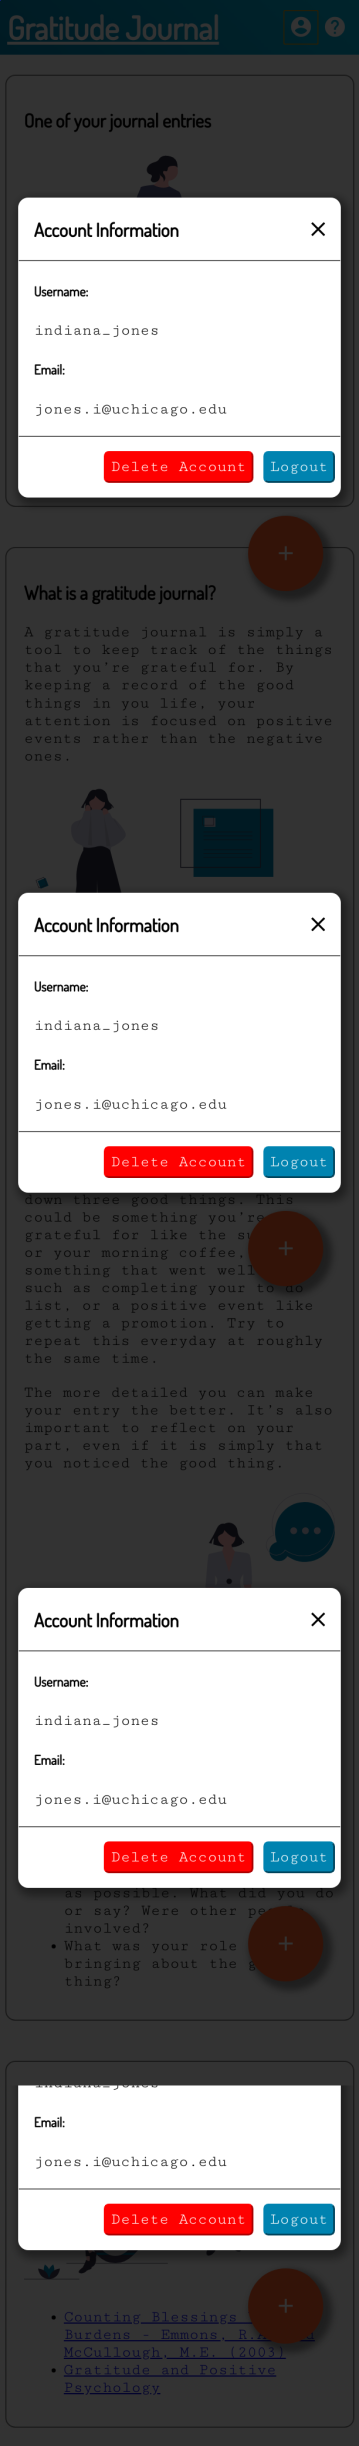 Gratitude Journal
One of your journal entries
Account Information
Username:
indiana_jones
Email:
jones.i@uchicago.edu
Delete Account Logout
What is a gratitude journal?
A gratitude journal is simply a
tool to keep track of the things
that you're grateful for. By
keeping a record of the good
things in you life, your
attention is focused on positive
events rather than the negative
ones.
Account Information
Username:
indiana_jones
Email:
jones.i@uchicago.edu
Delete Account Logout
down three good things. This
could be something you're
grateful for like the
or your morning coffee,
something that went well
such as completing your to do
list, or a positive event like
getting a promotion. Try to
repeat this everyday at roughly
the same time.
The more detailed you can make
your entry the better. It's also
important to reflect on your
part, even if it is simply that
you noticed the good thing.
Account Information
Username:
indiana_jones
Email:
jones.i@uchicago.edu
Delete Account Logout
as possible. What did you do
or say? Were other people
involved?
• What was your role
bringing about the
thing?
indiana_jones
Email:
jones.i@uchicago.edu
Delete Account Logout
• Counting Blessings
Burdens - Emmons, R.A.
McCullough, M.E. (2003)
• Gratitude and Positive
Psychology